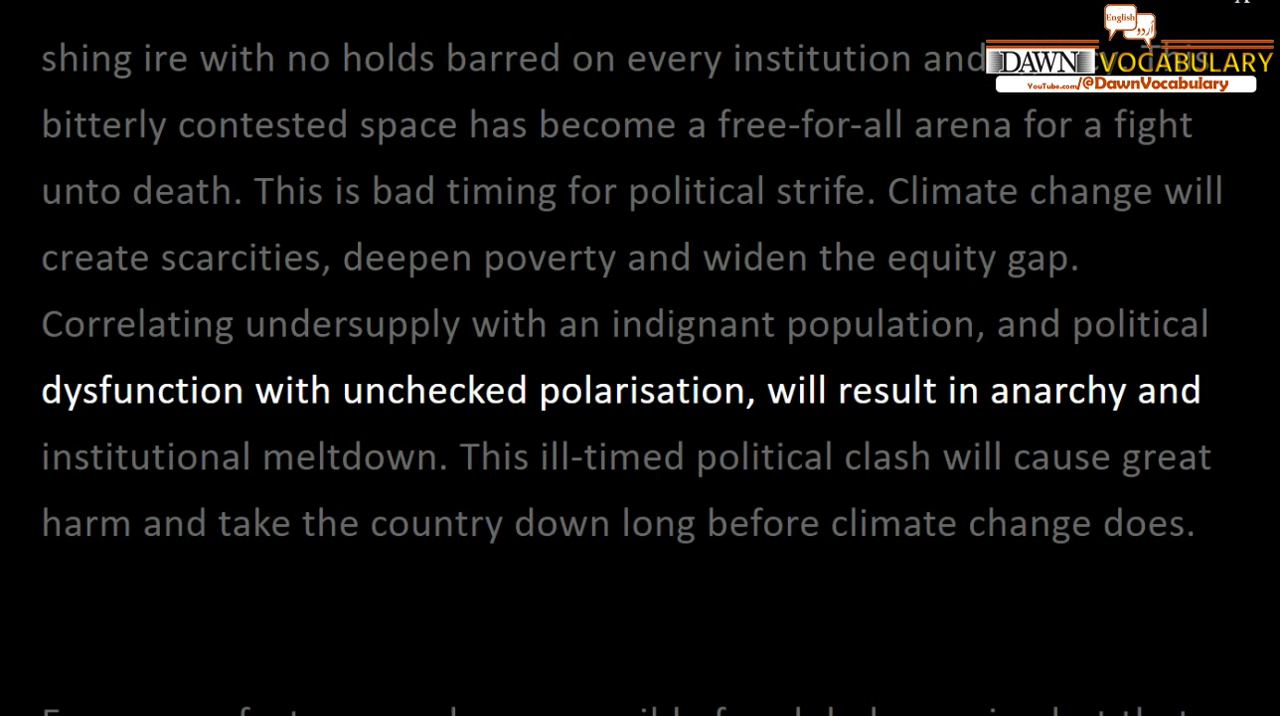 shing ire with no holds barred on every institution and
English
اُردو
DAWN VOCABULARY
YouTube.com/@DawnVocabulary
bitterly contested space has become a free-for-all arena for a fight
unto death. This is bad timing for political strife. Climate change will
create scarcities, deepen poverty and widen the equity gap.
Correlating undersupply with an indignant population, and political
dysfunction with unchecked polarisation, will result in anarchy and
institutional meltdown. This ill-timed political clash will cause great
harm and take the country down long before climate change does.